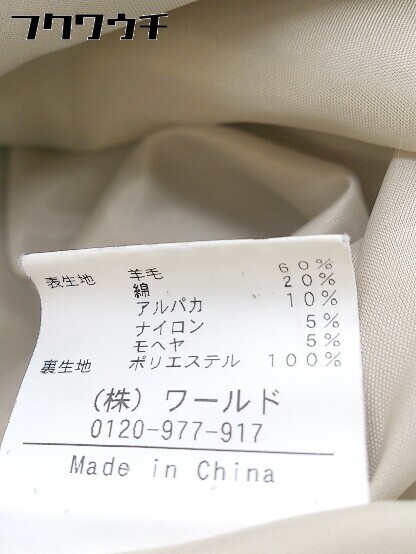 フクワウチ
表生地 羊毛 60%
綿 20%
アルパカ 10%
ナイロン 5%
モヘヤ 5%
裏生地 ポリエステル 100%
(株)ワールド
0120-977-917
Made in China